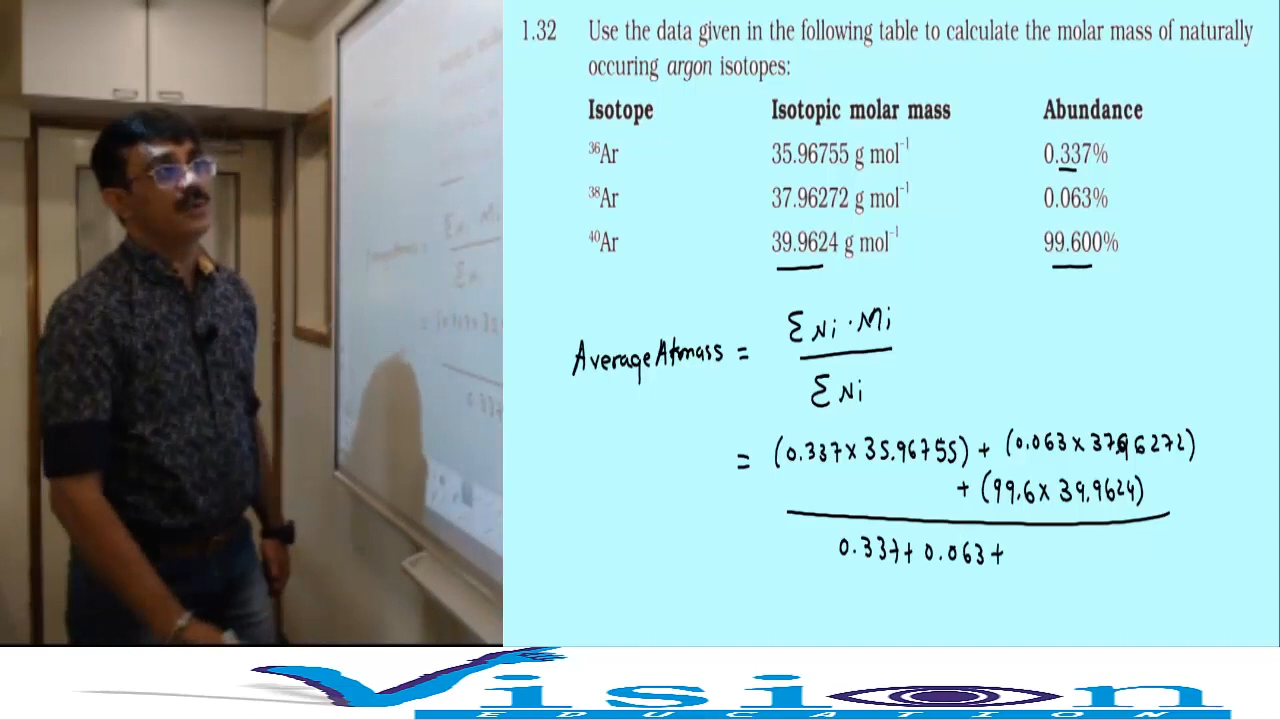 1.32 Use the data given in the following table to calculate the molar mass of naturally
occuring argon isotopes:
Isotope Isotopic molar mass Abundance
³⁶Ar 35.96755 g mol⁻¹ 0.337%
³⁸Ar 37.96272 g mol⁻¹ 0.063%
⁴⁰Ar 39.9624 g mol⁻¹ 99.600%
Average At mass = Σ Ni · Mi
Σ Ni
= (0.337 × 35.96755) + (0.063 × 37.96272)
+ (99.6 × 39.9624)
0.337 + 0.063 +
Vision
EDUCATION